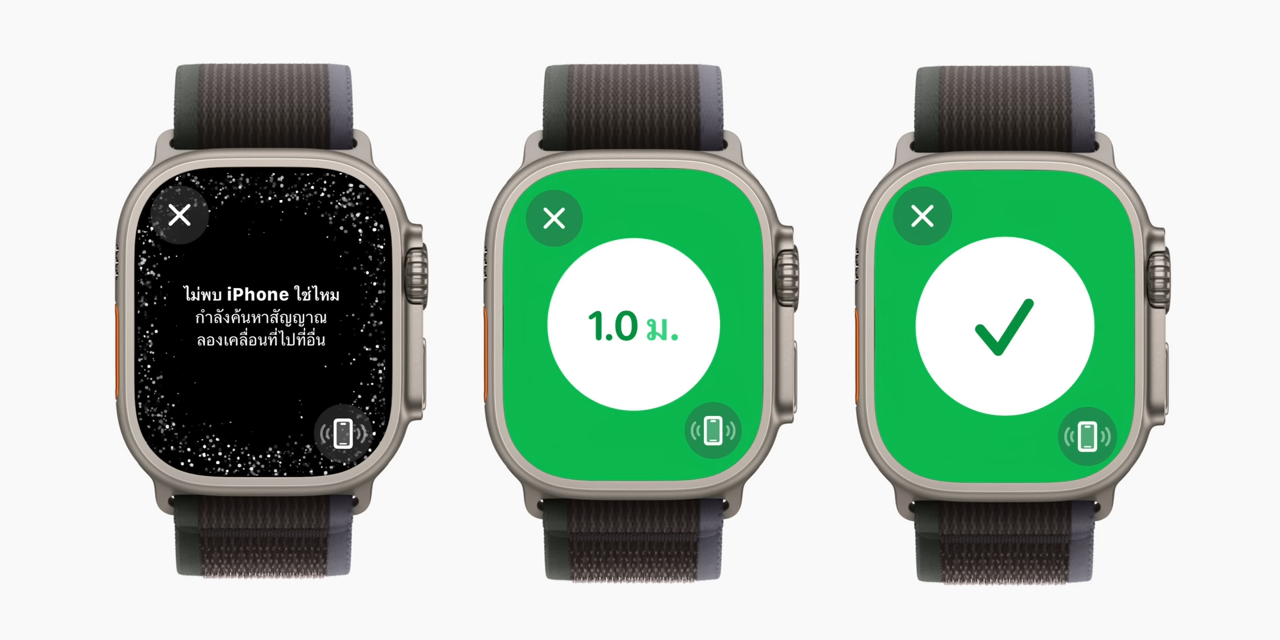 ไม่พบ iPhone ใช่ไหม
กำลังค้นหาสัญญาณ
ลองเคลื่อนที่ไปที่อื่น
1.0 ม.